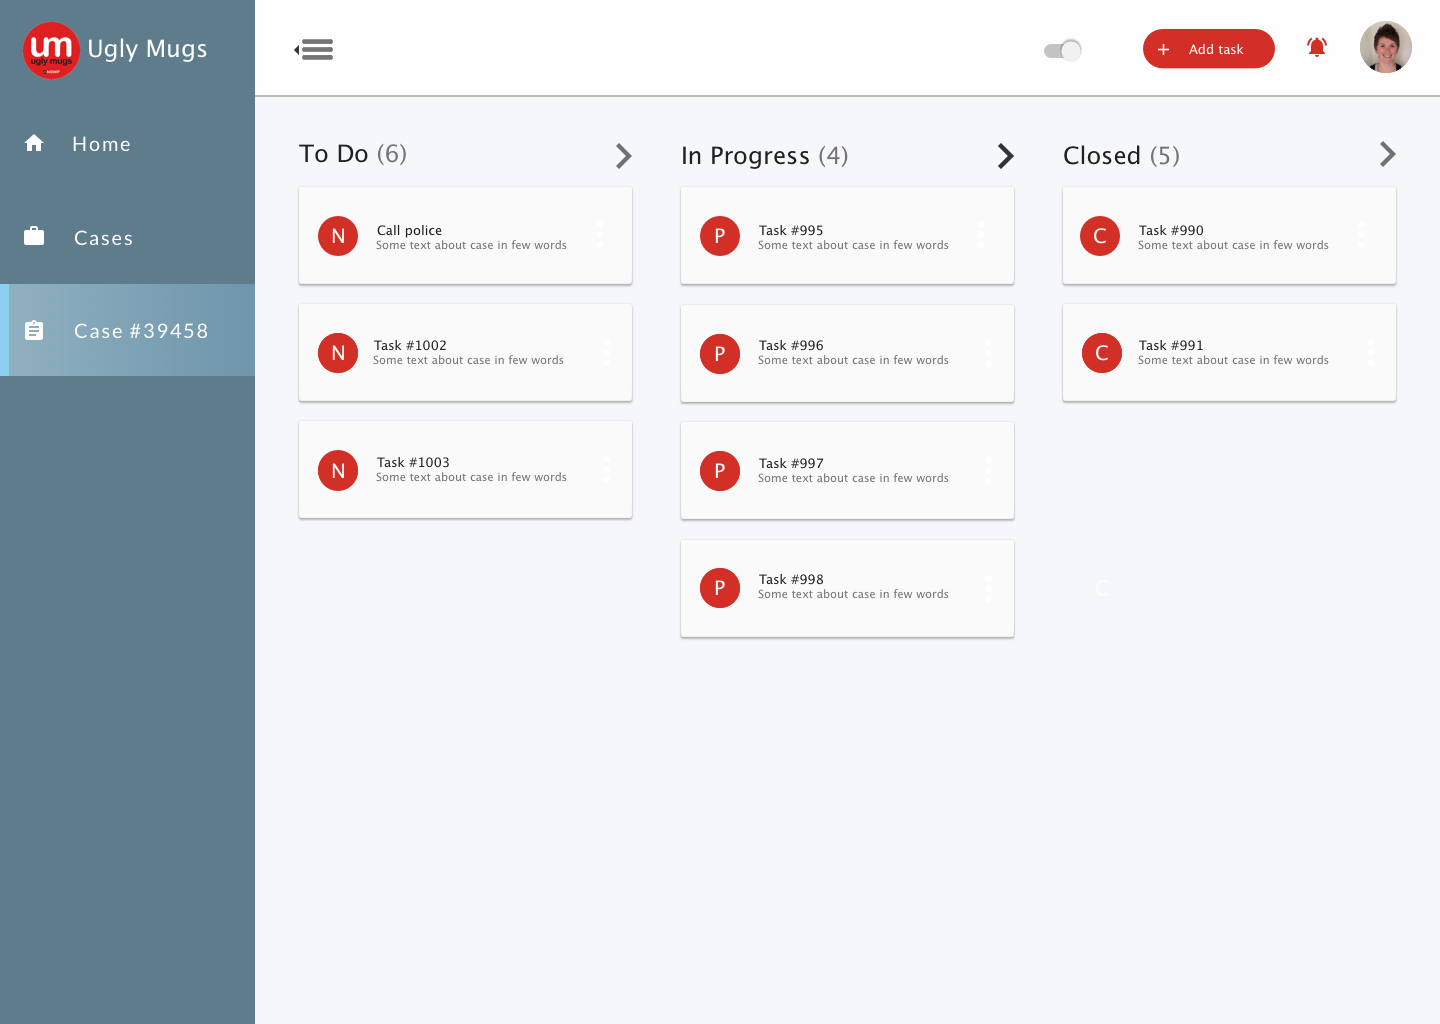 um
ugly mugs
Ugly Mugs
Home
Cases
Case #39458
+ Add task
To Do (6)
N
Call police
Some text about case in few words
N
Task #1002
Some text about case in few words
N
Task #1003
Some text about case in few words
In Progress (4)
P
Task #995
Some text about case in few words
P
Task #996
Some text about case in few words
P
Task #997
Some text about case in few words
P
Task #998
Some text about case in few words
Closed (5)
C
Task #990
Some text about case in few words
C
Task #991
Some text about case in few words
C